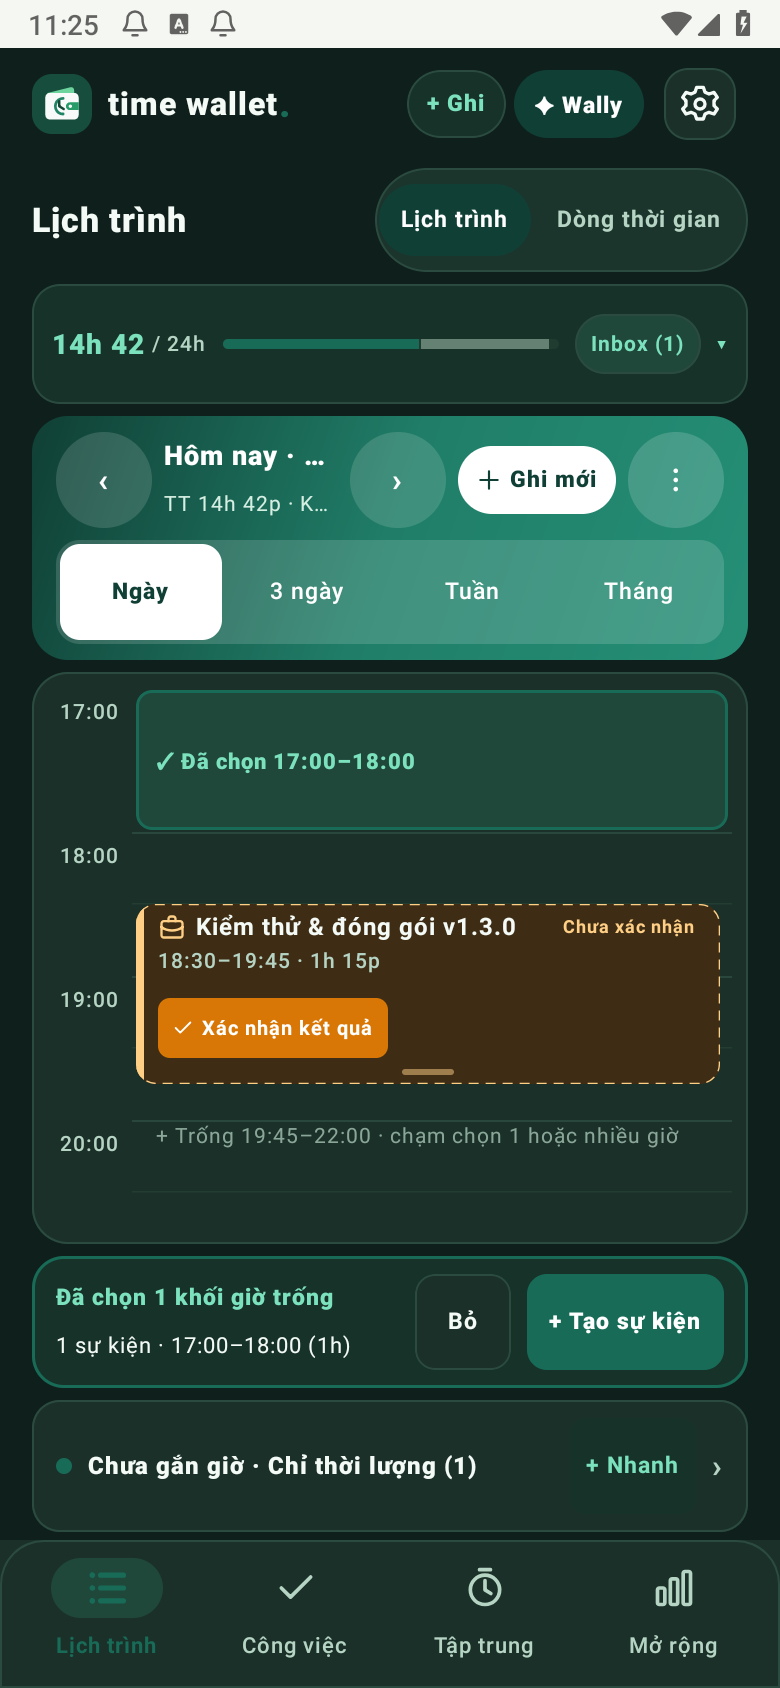 11:25
time wallet.
+ Ghi
✦ Wally
Lịch trình
Lịch trình
Dòng thời gian
14h 42 / 24h
Inbox (1)
▼
‹
Hôm nay · …
TT 14h 42p · K…
›
+ Ghi mới
⋮
Ngày
3 ngày
Tuần
Tháng
17:00
✓ Đã chọn 17:00–18:00
18:00
Kiểm thử & đóng gói v1.3.0
Chưa xác nhận
18:30–19:45 · 1h 15p
19:00
✓ Xác nhận kết quả
20:00
+ Trống 19:45–22:00 · chạm chọn 1 hoặc nhiều giờ
Đã chọn 1 khối giờ trống
1 sự kiện · 17:00–18:00 (1h)
Bỏ
+ Tạo sự kiện
Chưa gắn giờ · Chỉ thời lượng (1)
+ Nhanh
›
Lịch trình
Công việc
Tập trung
Mở rộng